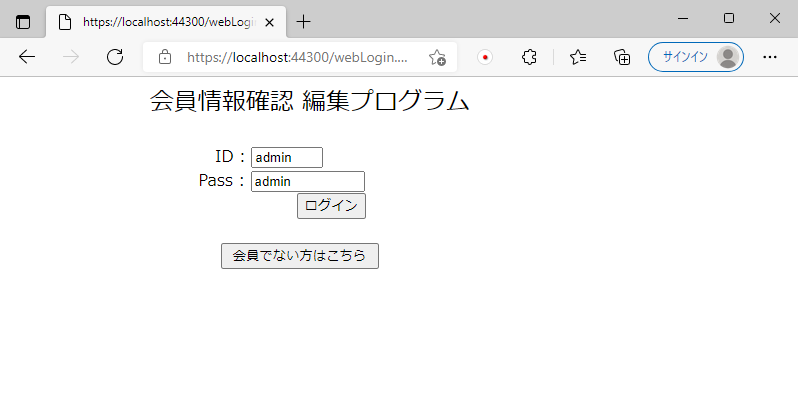 https://localhost:44300/webLogin
https://localhost:44300/webLogin....
サインイン
会員情報確認 編集プログラム
ID : admin
Pass : admin
ログイン
会員でない方はこちら